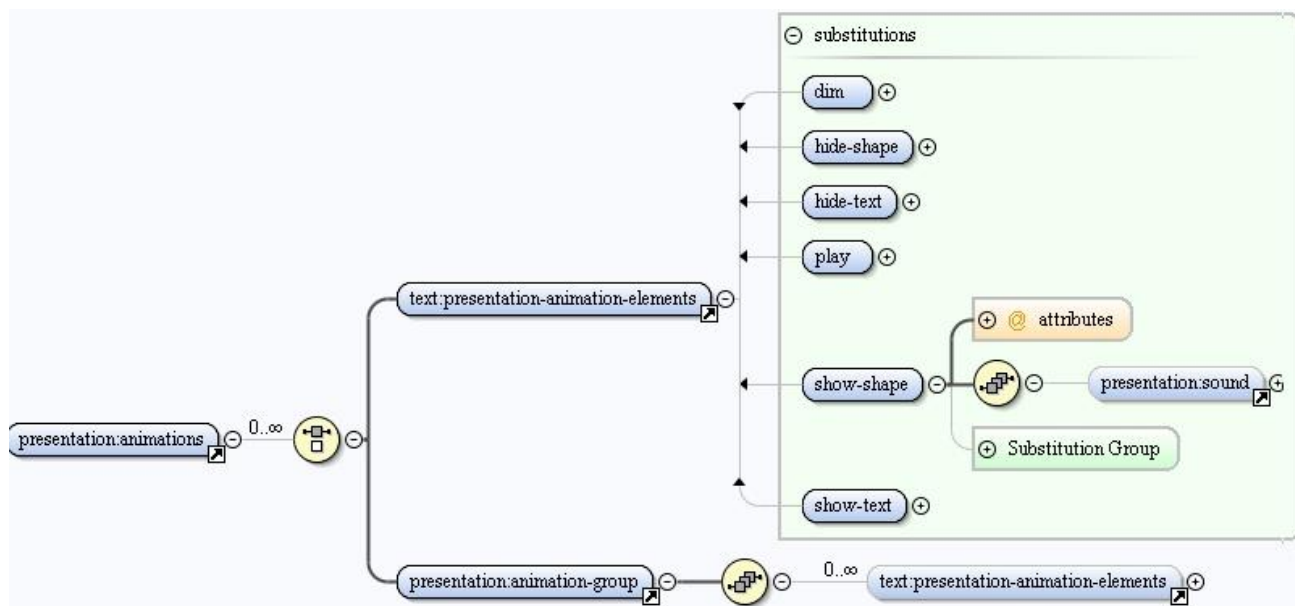 substitutions
dim
hide-shape
hide-text
play
text:presentation-animation-elements
@ attributes
show-shape
presentation:sound
0..∞
presentation:animations
Substitution Group
show-text
presentation:animation-group
0..∞
text:presentation-animation-elements